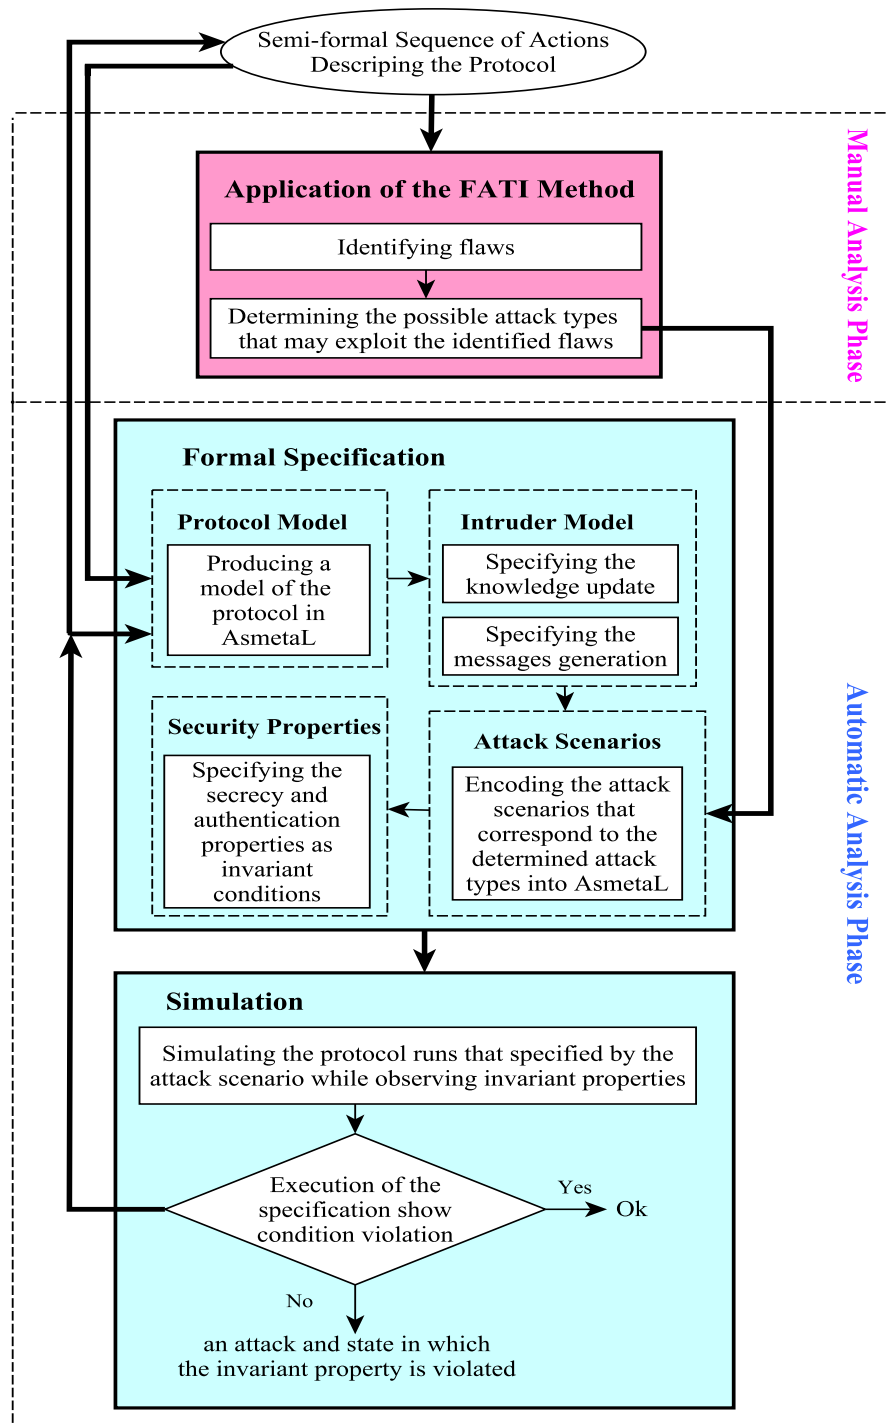 Semi-formal Sequence of Actions
Descriping the Protocol
Manual Analysis Phase
Application of the FATI Method
Identifying flaws
Determining the possible attack types
that may exploit the identified flaws
Automatic Analysis Phase
Formal Specification
Protocol Model
Producing a
model of the
protocol in
AsmetaL
Intruder Model
Specifying the
knowledge update
Specifying the
messages generation
Security Properties
Specifying the
secrecy and
authentication
properties as
invariant
conditions
Attack Scenarios
Encoding the attack
scenarios that
correspond to the
determined attack
types into AsmetaL
Simulation
Simulating the protocol runs that specified by the
attack scenario while observing invariant properties
Execution of the
specification show
condition violation
Yes
Ok
No
an attack and state in which
the invariant property is violated